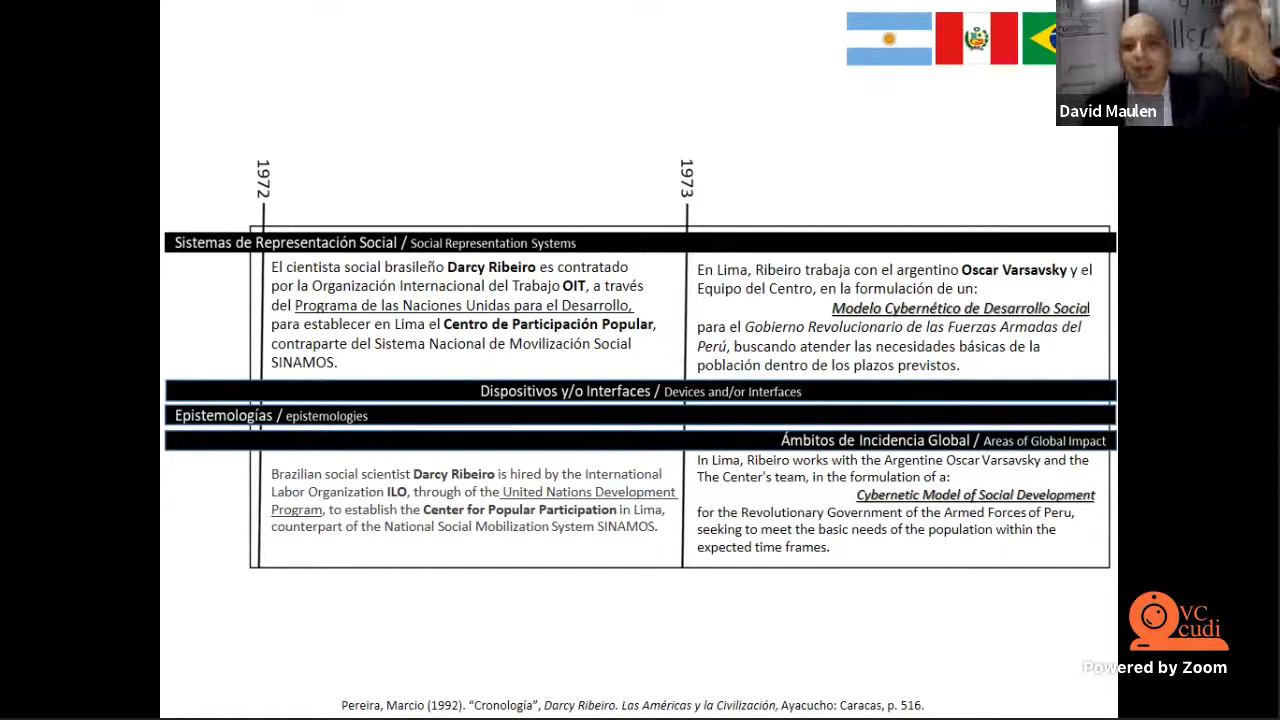 David Maulen
1972
1973
Sistemas de Representación Social / Social Representation Systems
El cientista social brasileño Darcy Ribeiro es contratado
por la Organización Internacional del Trabajo OIT, a través
del Programa de las Naciones Unidas para el Desarrollo,
para establecer en Lima el Centro de Participación Popular,
contraparte del Sistema Nacional de Movilización Social
SINAMOS.
En Lima, Ribeiro trabaja con el argentino Oscar Varsavsky y el
Equipo del Centro, en la formulación de un:
Modelo Cybernético de Desarrollo Social
para el Gobierno Revolucionario de las Fuerzas Armadas del
Perú, buscando atender las necesidades básicas de la
población dentro de los plazos previstos.
Dispositivos y/o Interfaces / Devices and/or Interfaces
Epistemologías / epistemologies
Ámbitos de Incidencia Global / Areas of Global Impact
Brazilian social scientist Darcy Ribeiro is hired by the International
Labor Organization ILO, through of the United Nations Development
Program, to establish the Center for Popular Participation in Lima,
counterpart of the National Social Mobilization System SINAMOS.
In Lima, Ribeiro works with the Argentine Oscar Varsavsky and the
The Center's team, in the formulation of a:
Cybernetic Model of Social Development
for the Revolutionary Government of the Armed Forces of Peru,
seeking to meet the basic needs of the population within the
expected time frames.
VC
cudi
Powered by Zoom
Pereira, Marcio (1992). "Cronología", Darcy Ribeiro. Las Américas y la Civilización, Ayacucho: Caracas, p. 516.